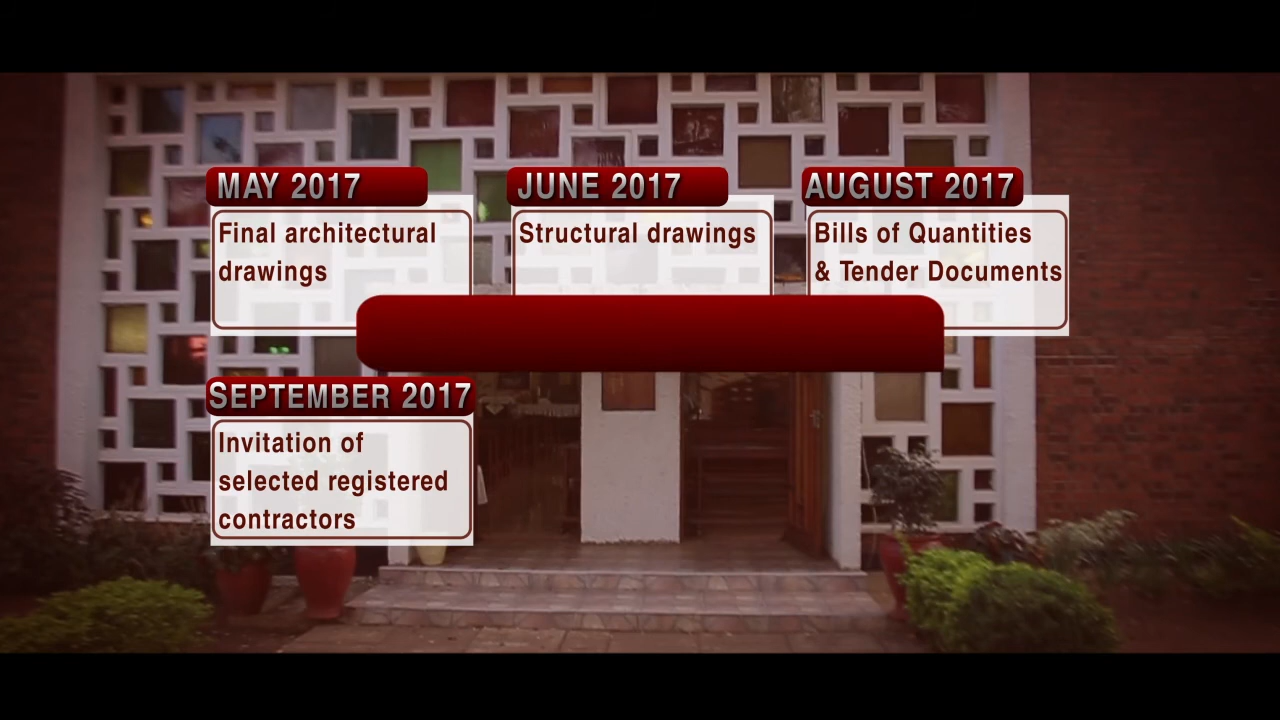 MAY 2017
Final architectural
drawings
JUNE 2017
Structural drawings
AUGUST 2017
Bills of Quantities
& Tender Documents
SEPTEMBER 2017
Invitation of
selected registered
contractors